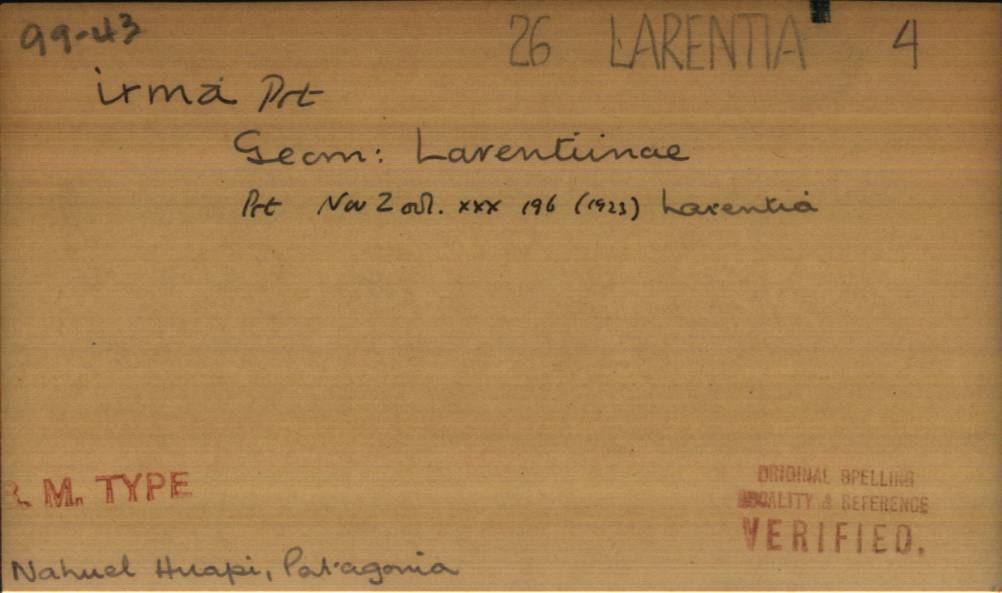 99-43 26 LARENTIA 4
irma Prt
Geom: Larentiinae
Prt Nov Zool. xxx 196 (1923) Larentia
B. M. TYPE
ORIGINAL SPELLING
LOCALITY & REFERENCE
VERIFIED.
Nahuel Huapi, Patagonia